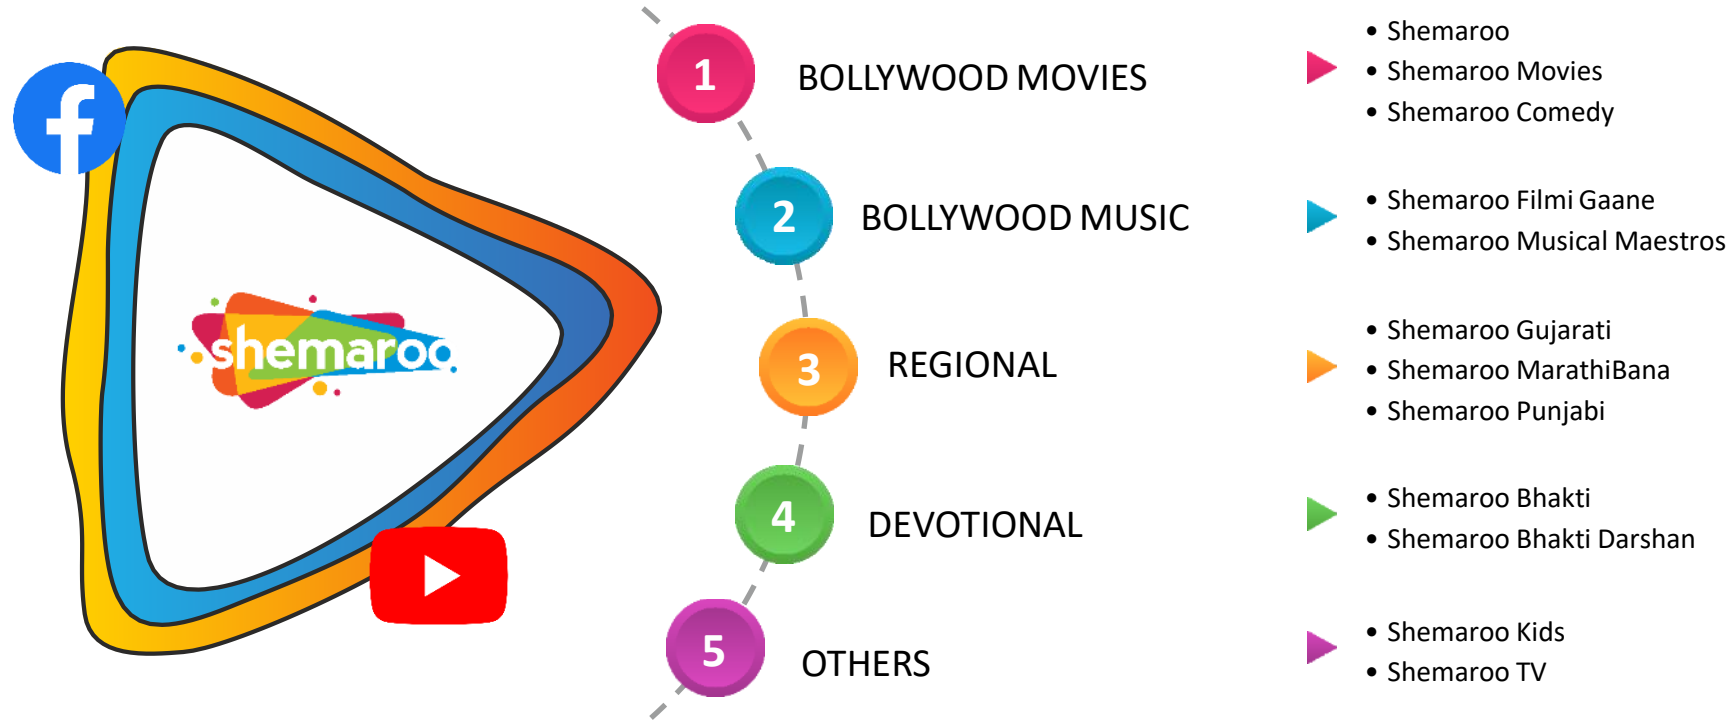 shemaroo
1
BOLLYWOOD MOVIES
• Shemaroo
• Shemaroo Movies
• Shemaroo Comedy
2
BOLLYWOOD MUSIC
• Shemaroo Filmi Gaane
• Shemaroo Musical Maestros
3
REGIONAL
• Shemaroo Gujarati
• Shemaroo MarathiBana
• Shemaroo Punjabi
4
DEVOTIONAL
• Shemaroo Bhakti
• Shemaroo Bhakti Darshan
5
OTHERS
• Shemaroo Kids
• Shemaroo TV